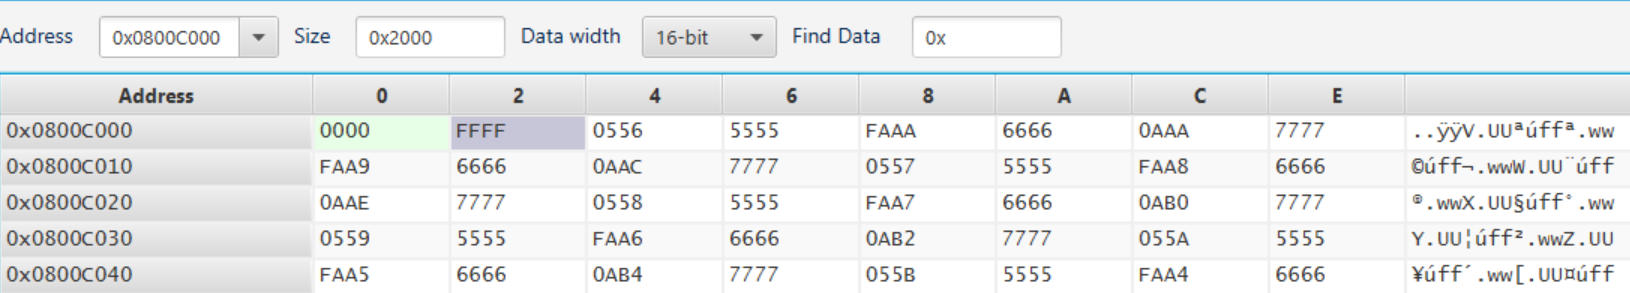 Address 0x0800C000 Size 0x2000 Data width 16-bit Find Data 0x
Address 0 2 4 6 8 A C E
0x0800C000 0000 FFFF 0556 5555 FAAA 6666 0AAA 7777 ..ÿÿV.UUªúffª.ww
0x0800C010 FAA9 6666 0AAC 7777 0557 5555 FAA8 6666 ©úff¬.wwW.UU¨úff
0x0800C020 0AAE 7777 0558 5555 FAA7 6666 0AB0 7777 ®.wwX.UU§úff°.ww
0x0800C030 0559 5555 FAA6 6666 0AB2 7777 055A 5555 Y.UU¦úff².wwZ.UU
0x0800C040 FAA5 6666 0AB4 7777 055B 5555 FAA4 6666 ¥úff´.ww[.UU¤úff